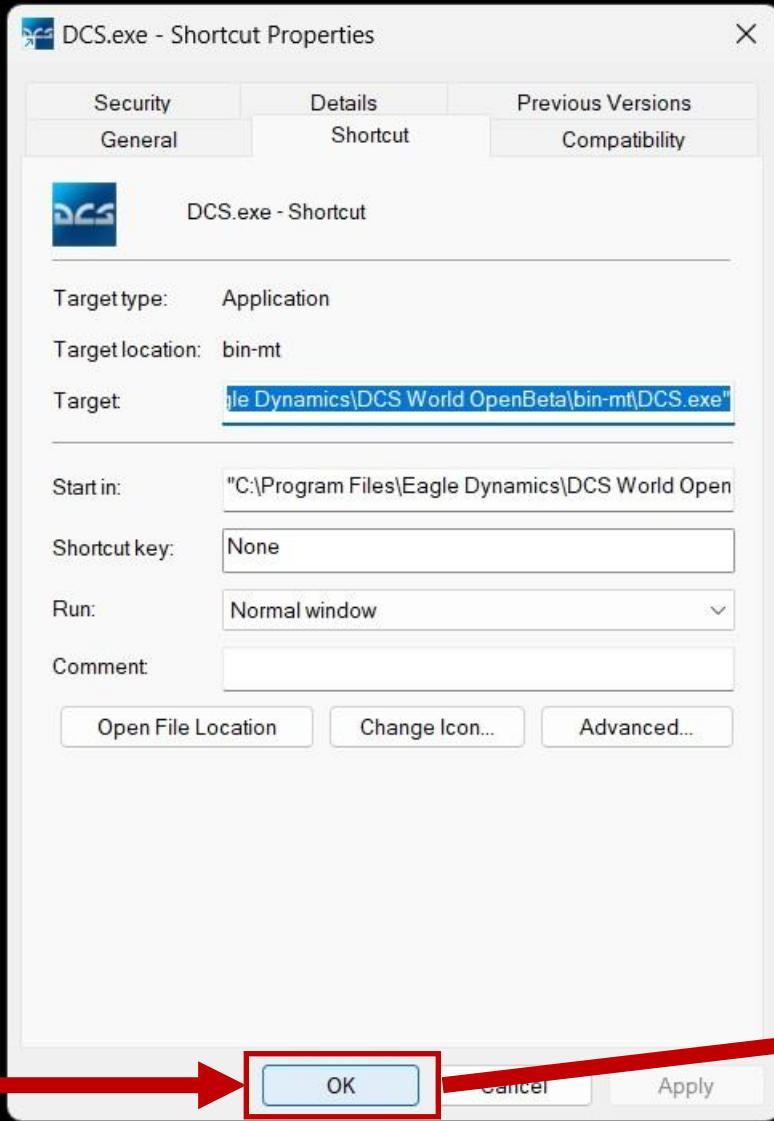 DCS.exe - Shortcut Properties
Security Details Previous Versions
General Shortcut Compatibility
DCS DCS.exe - Shortcut
Target type: Application
Target location: bin-mt
Target: gle Dynamics\DCS World OpenBeta\bin-mt\DCS.exe"
Start in: "C:\Program Files\Eagle Dynamics\DCS World Open
Shortcut key: None
Run: Normal window
Comment:
Open File Location Change Icon... Advanced...
OK Cancel Apply